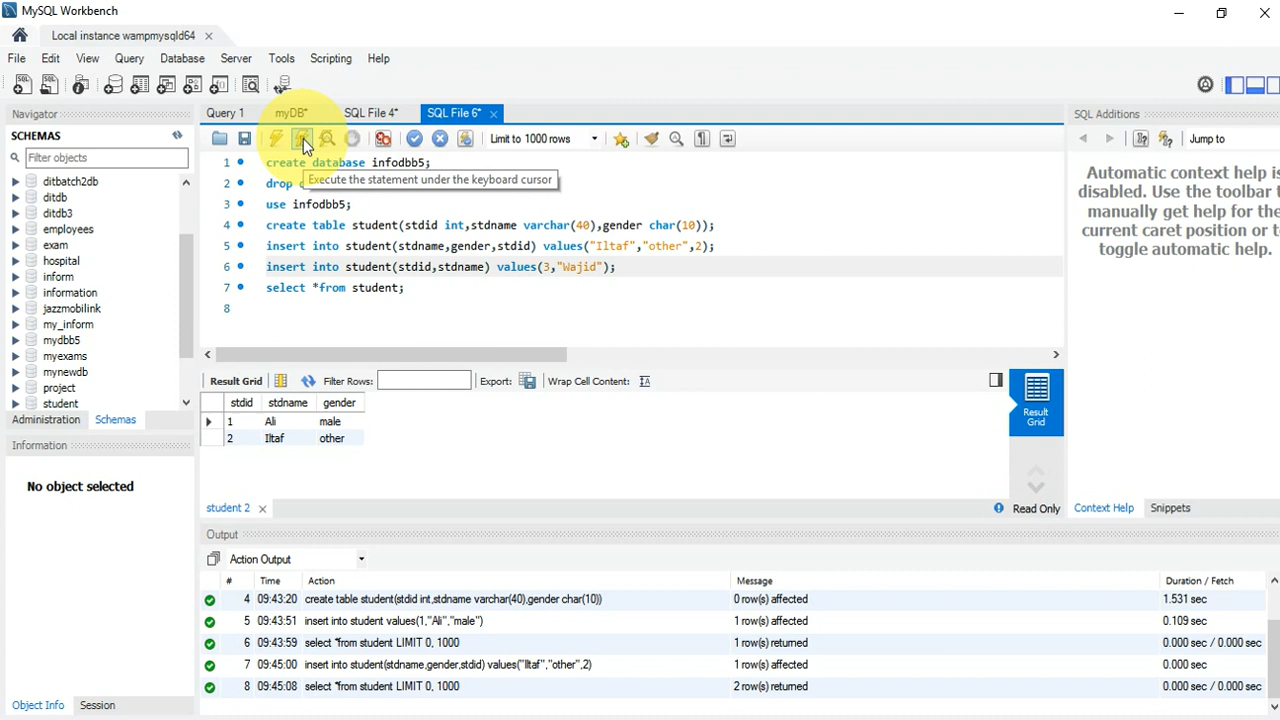 MySQL Workbench
Local instance wampmysqld64
File Edit View Query Database Server Tools Scripting Help
Navigator
SCHEMAS
Filter objects
ditbatch2db
ditdb
ditdb3
employees
exam
hospital
inform
information
jazzmobilink
my_inform
mydbb5
myexams
mynewdb
project
student
Administration Schemas
Information
No object selected
Object Info Session
Query 1 myDB* SQL File 4* SQL File 6*
Limit to 1000 rows
1 create database infodbb5;
2 drop
Execute the statement under the keyboard cursor
3 use infodbb5;
4 create table student(stdid int,stdname varchar(40),gender char(10));
5 insert into student(stdname,gender,stdid) values("Iltaf","other",2);
6 insert into student(stdid,stdname) values(3,"Wajid");
7 select *from student;
8
Result Grid Filter Rows: Export: Wrap Cell Content:
stdid stdname gender
1 Ali male
2 Iltaf other
Result Grid
student 2
Read Only
SQL Additions
Jump to
Automatic context help is
disabled. Use the toolbar t
manually get help for the
current caret position or to
toggle automatic help.
Context Help Snippets
Output
Action Output
# Time Action Message Duration / Fetch
4 09:43:20 create table student(stdid int,stdname varchar(40),gender char(10)) 0 row(s) affected 1.531 sec
5 09:43:51 insert into student values(1,"Ali","male") 1 row(s) affected 0.109 sec
6 09:43:59 select *from student LIMIT 0, 1000 1 row(s) returned 0.000 sec / 0.000 sec
7 09:45:00 insert into student(stdname,gender,stdid) values("Iltaf","other",2) 1 row(s) affected 0.000 sec
8 09:45:08 select *from student LIMIT 0, 1000 2 row(s) returned 0.000 sec / 0.000 sec